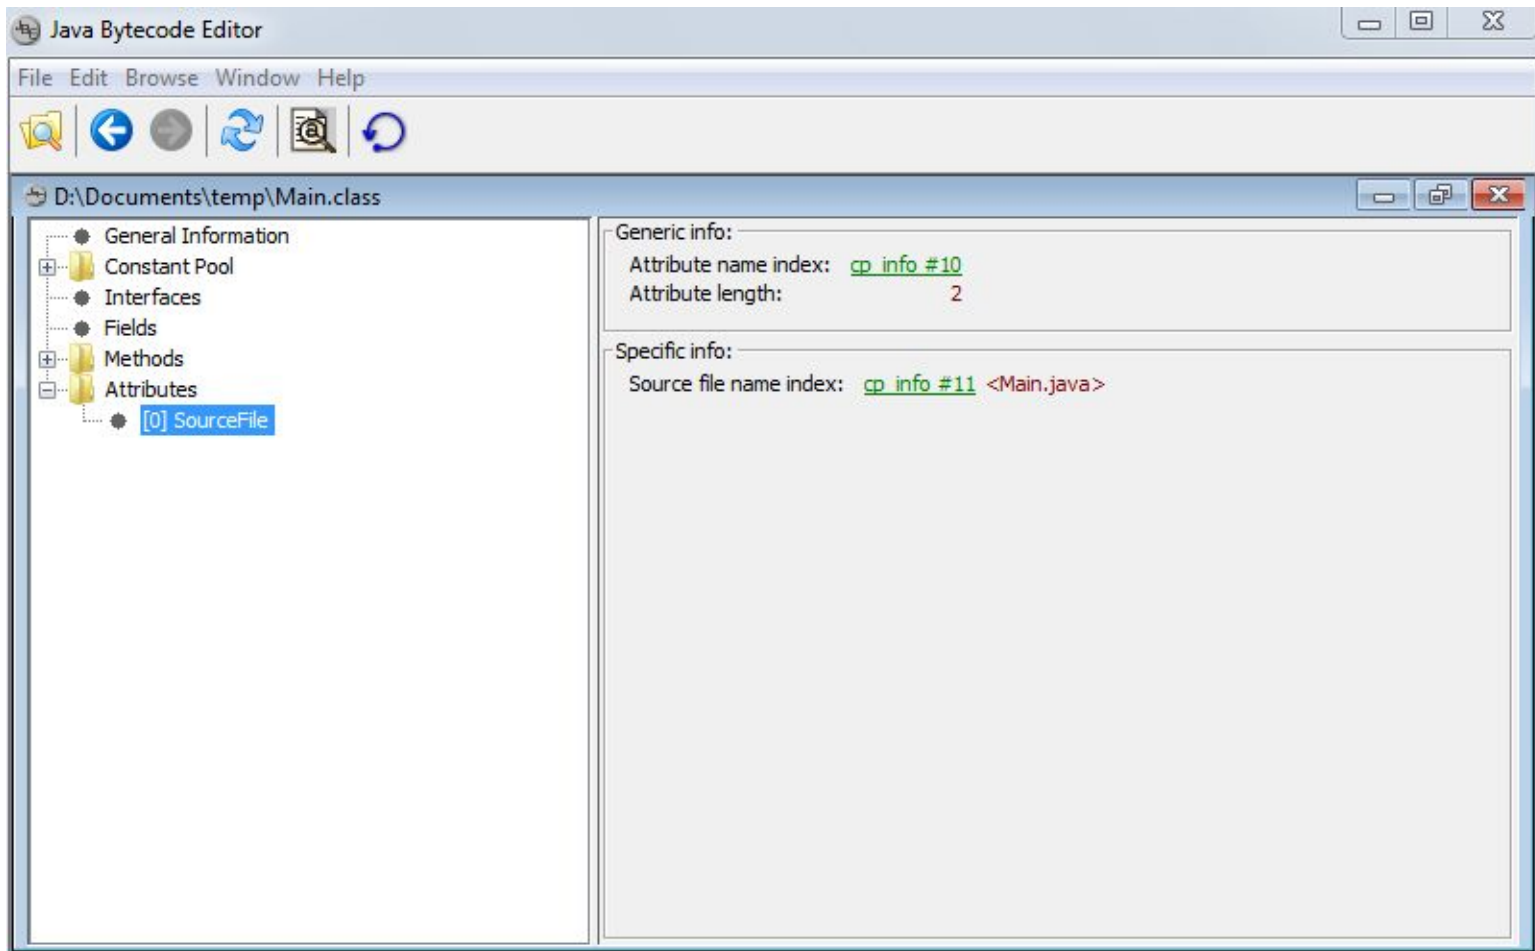 Java Bytecode Editor
File Edit Browse Window Help
D:\Documents\temp\Main.class
General Information
Constant Pool
Interfaces
Fields
Methods
Attributes
[0] SourceFile
Generic info:
Attribute name index: cp_info #10
Attribute length: 2
Specific info:
Source file name index: cp_info #11 <Main.java>